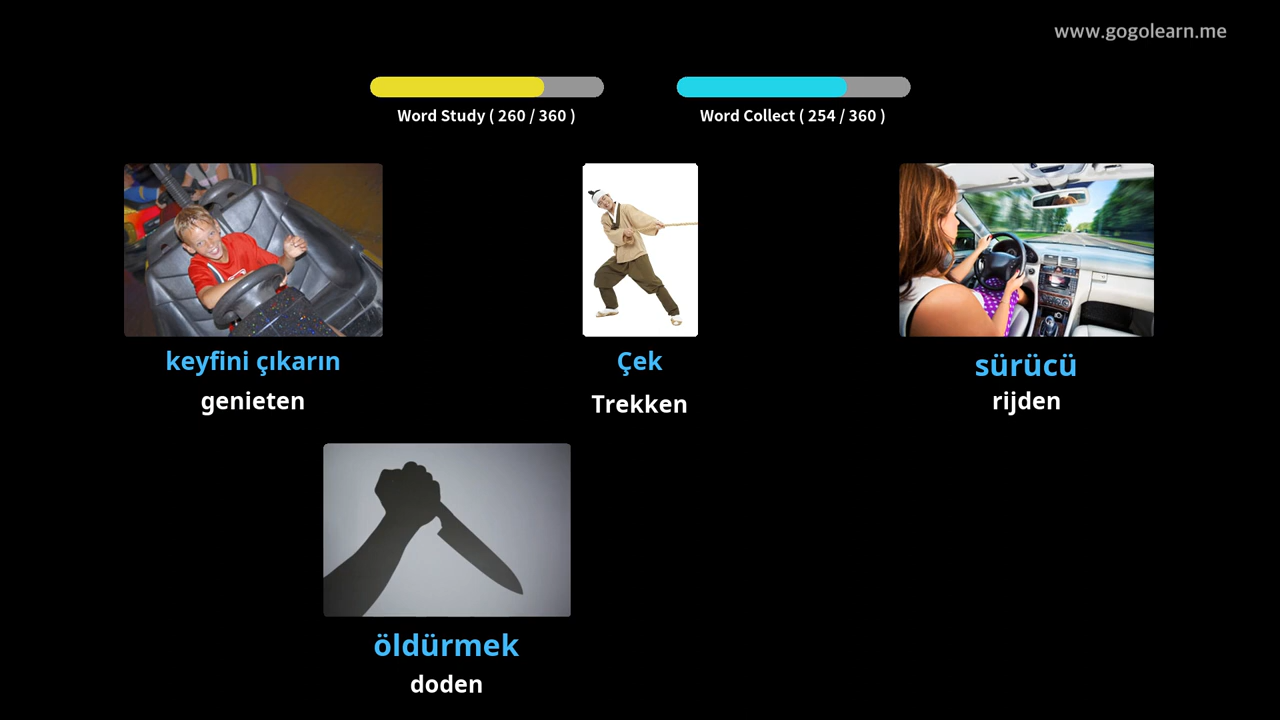 www.gogolearn.me
Word Study ( 260 / 360 )
Word Collect ( 254 / 360 )
keyfini çıkarın
genieten
Çek
Trekken
sürücü
rijden
öldürmek
doden